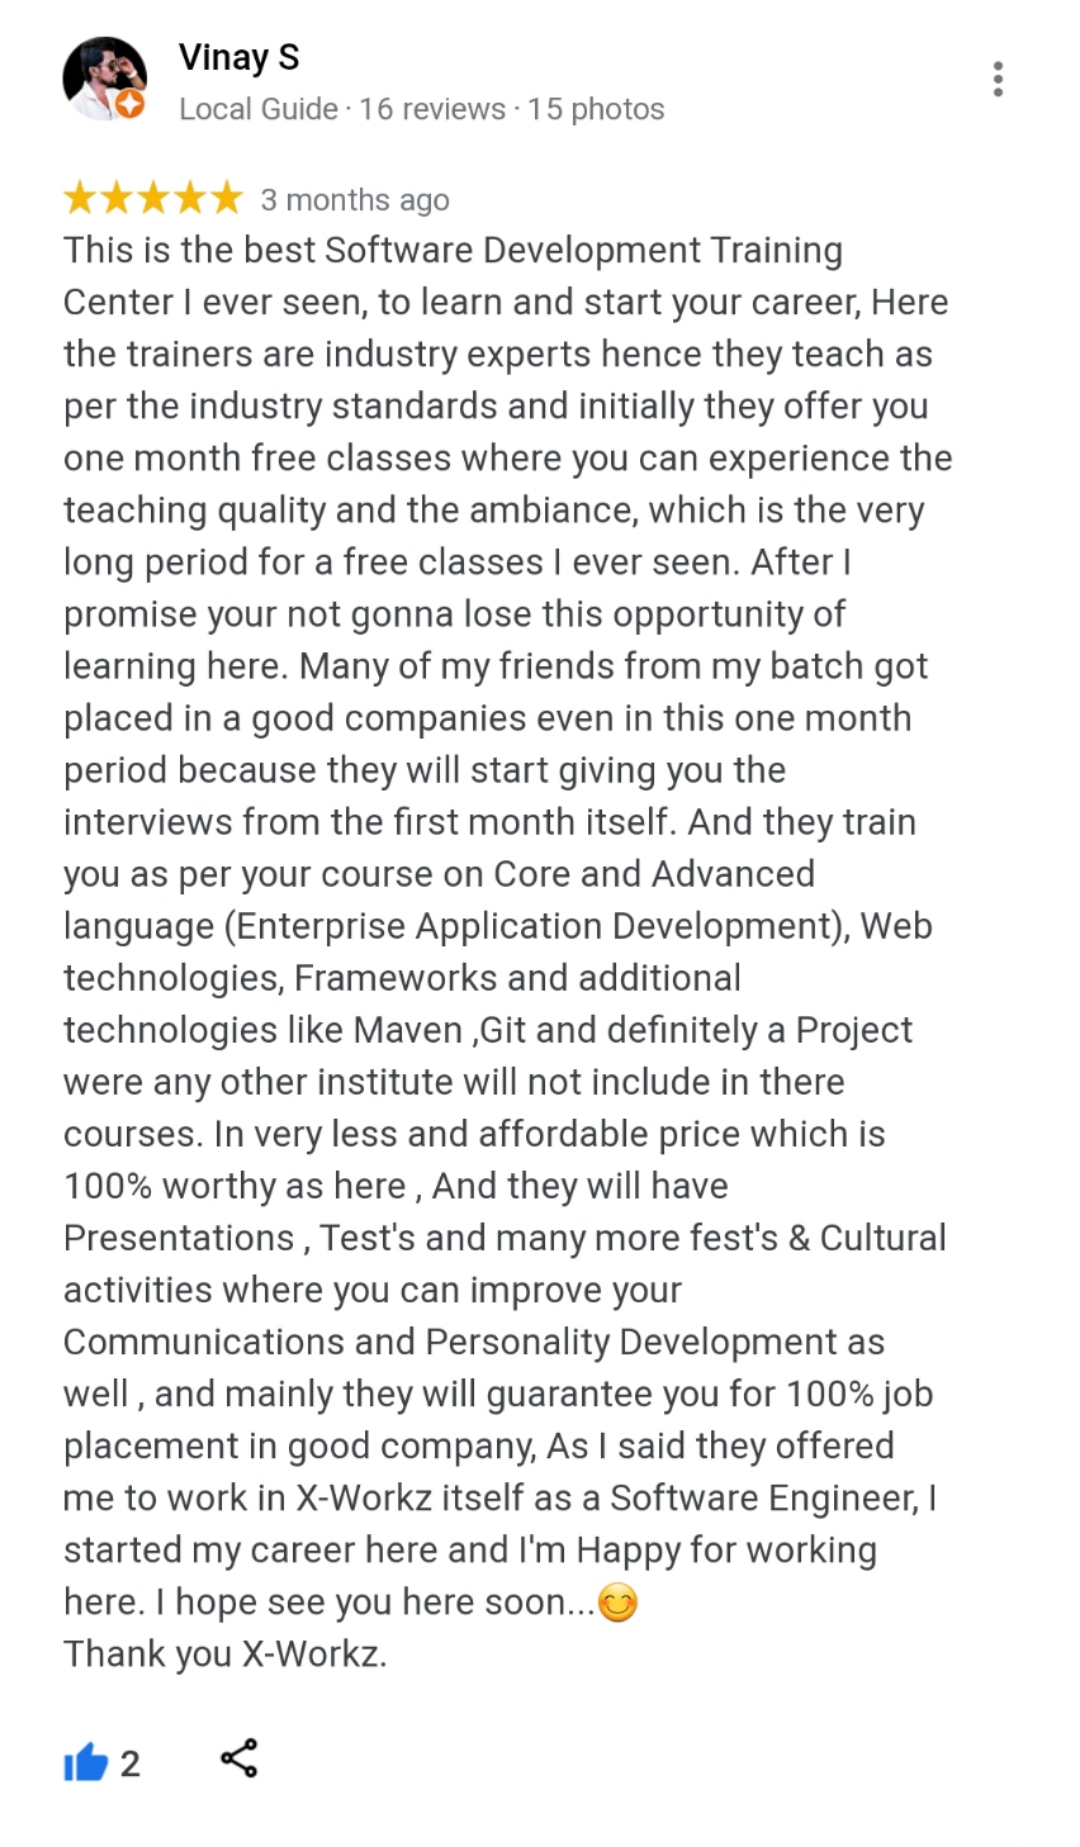 Vinay S
Local Guide · 16 reviews · 15 photos
3 months ago
This is the best Software Development Training
Center I ever seen, to learn and start your career, Here
the trainers are industry experts hence they teach as
per the industry standards and initially they offer you
one month free classes where you can experience the
teaching quality and the ambiance, which is the very
long period for a free classes I ever seen. After I
promise your not gonna lose this opportunity of
learning here. Many of my friends from my batch got
placed in a good companies even in this one month
period because they will start giving you the
interviews from the first month itself. And they train
you as per your course on Core and Advanced
language (Enterprise Application Development), Web
technologies, Frameworks and additional
technologies like Maven ,Git and definitely a Project
were any other institute will not include in there
courses. In very less and affordable price which is
100% worthy as here , And they will have
Presentations , Test's and many more fest's & Cultural
activities where you can improve your
Communications and Personality Development as
well , and mainly they will guarantee you for 100% job
placement in good company, As I said they offered
me to work in X-Workz itself as a Software Engineer, I
started my career here and I'm Happy for working
here. I hope see you here soon...😊
Thank you X-Workz.
2